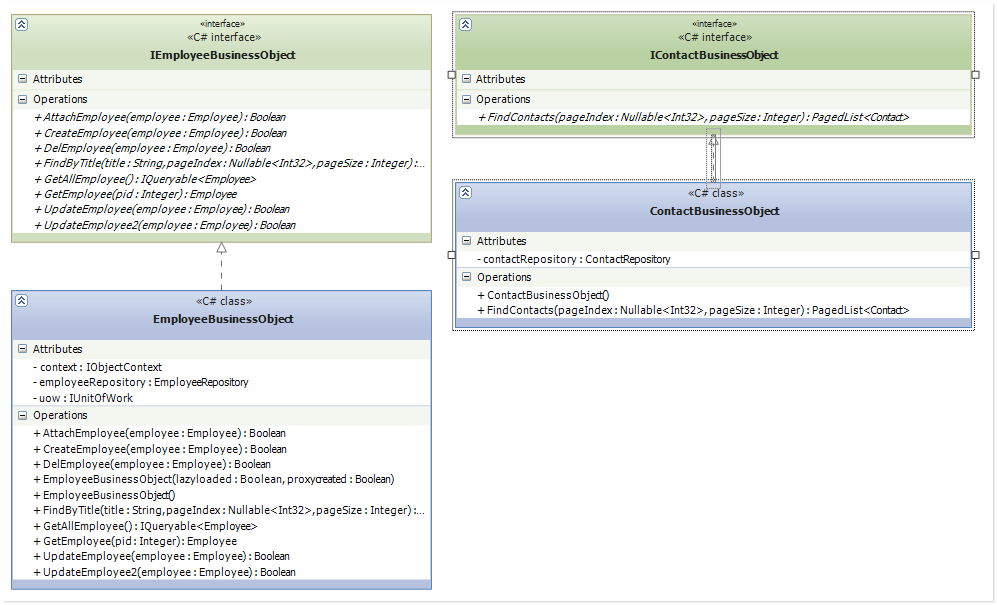 «interface»
«C# interface»
IEmployeeBusinessObject
Attributes
Operations
+ AttachEmployee(employee : Employee) : Boolean
+ CreateEmployee(employee : Employee) : Boolean
+ DelEmployee(employee : Employee) : Boolean
+ FindByTitle(title : String, pageIndex : Nullable<Int32>, pageSize : Integer) :...
+ GetAllEmployee() : IQueryable<Employee>
+ GetEmployee(pid : Integer) : Employee
+ UpdateEmployee(employee : Employee) : Boolean
+ UpdateEmployee2(employee : Employee) : Boolean
«C# class»
EmployeeBusinessObject
Attributes
- context : IObjectContext
- employeeRepository : EmployeeRepository
- uow : IUnitOfWork
Operations
+ AttachEmployee(employee : Employee) : Boolean
+ CreateEmployee(employee : Employee) : Boolean
+ DelEmployee(employee : Employee) : Boolean
+ EmployeeBusinessObject(lazyloaded : Boolean, proxycreated : Boolean)
+ EmployeeBusinessObject()
+ FindByTitle(title : String, pageIndex : Nullable<Int32>, pageSize : Integer) :...
+ GetAllEmployee() : IQueryable<Employee>
+ GetEmployee(pid : Integer) : Employee
+ UpdateEmployee(employee : Employee) : Boolean
+ UpdateEmployee2(employee : Employee) : Boolean
«interface»
«C# interface»
IContactBusinessObject
Attributes
Operations
+ FindContacts(pageIndex : Nullable<Int32>, pageSize : Integer) : PagedList<Contact>
«C# class»
ContactBusinessObject
Attributes
- contactRepository : ContactRepository
Operations
+ ContactBusinessObject()
+ FindContacts(pageIndex : Nullable<Int32>, pageSize : Integer) : PagedList<Contact>